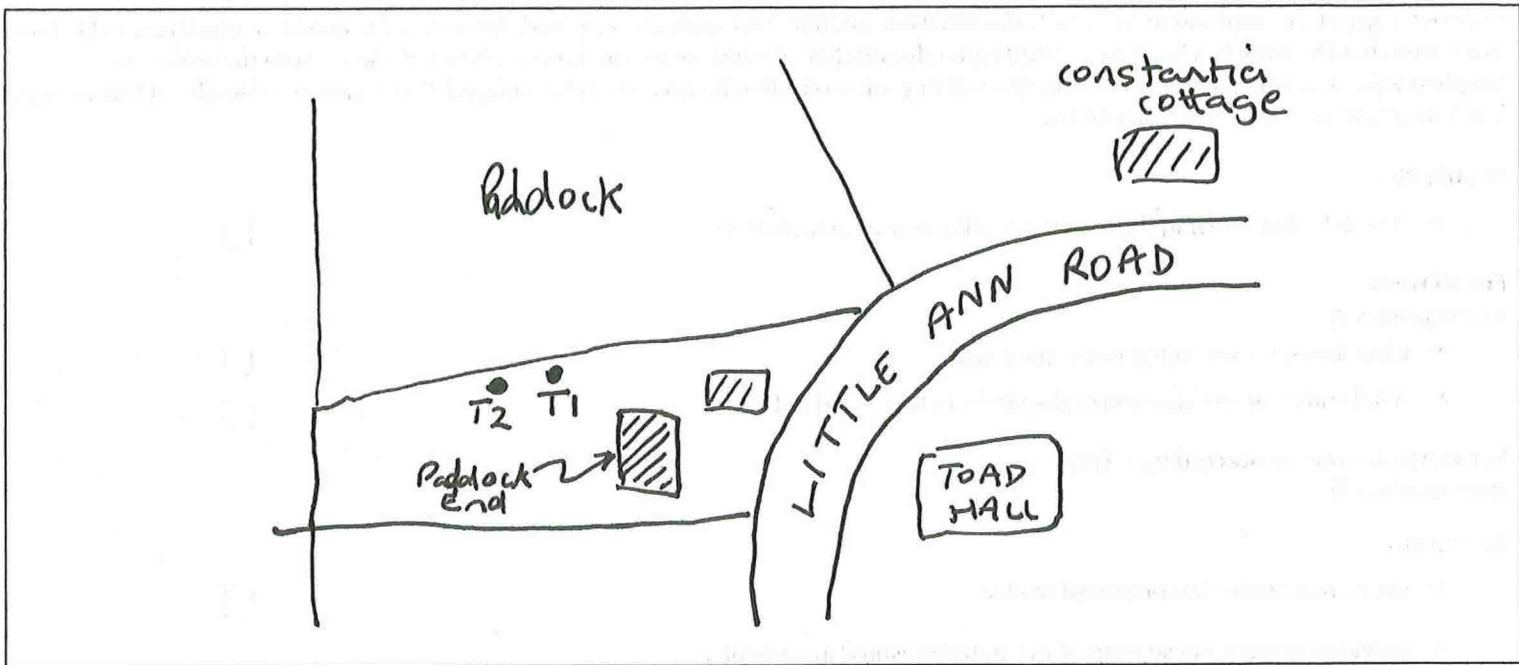 constantia
cottage
Paddock
LITTLE ANN ROAD
T2 T1
Paddock
End
TOAD
HALL